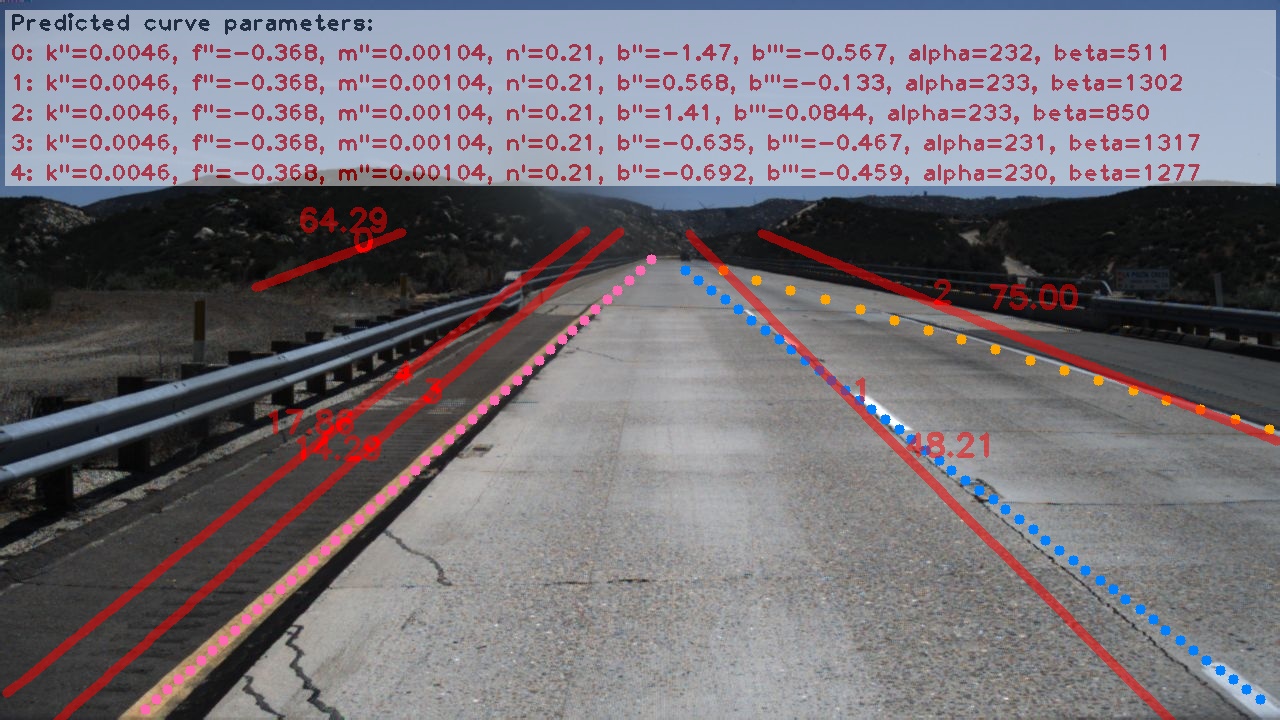 Predicted curve parameters:
0: k''=0.0046, f''=−0.368, m''=0.00104, n'=0.21, b''=−1.47, b'''=−0.567, alpha=232, beta=511
1: k''=0.0046, f''=−0.368, m''=0.00104, n'=0.21, b''=0.568, b'''=−0.133, alpha=233, beta=1302
2: k''=0.0046, f''=−0.368, m''=0.00104, n'=0.21, b''=1.41, b'''=0.0844, alpha=233, beta=850
3: k''=0.0046, f''=−0.368, m''=0.00104, n'=0.21, b''=−0.635, b'''=−0.467, alpha=231, beta=1317
4: k''=0.0046, f''=−0.368, m''=0.00104, n'=0.21, b''=−0.692, b'''=−0.459, alpha=230, beta=1277
64.29
0
2 75.00
4
3
1
17.86
14.29
48.21